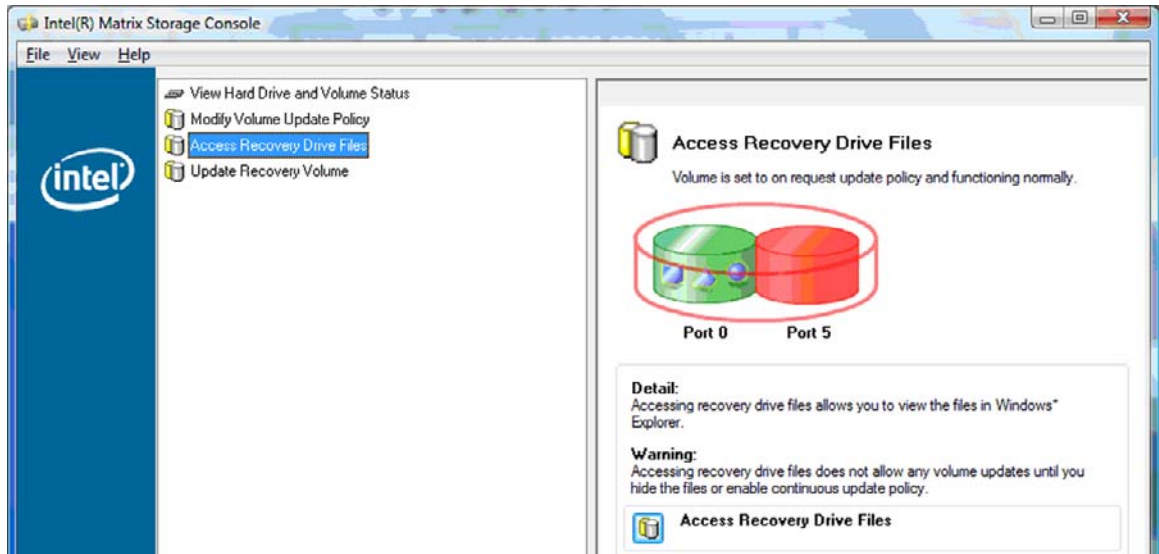 Intel(R) Matrix Storage Console
File View Help
intel
View Hard Drive and Volume Status
Modify Volume Update Policy
Access Recovery Drive Files
Update Recovery Volume
Access Recovery Drive Files
Volume is set to on request update policy and functioning normally.
Port 0 Port 5
Detail:
Accessing recovery drive files allows you to view the files in Windows*
Explorer.
Warning:
Accessing recovery drive files does not allow any volume updates until you
hide the files or enable continuous update policy.
Access Recovery Drive Files